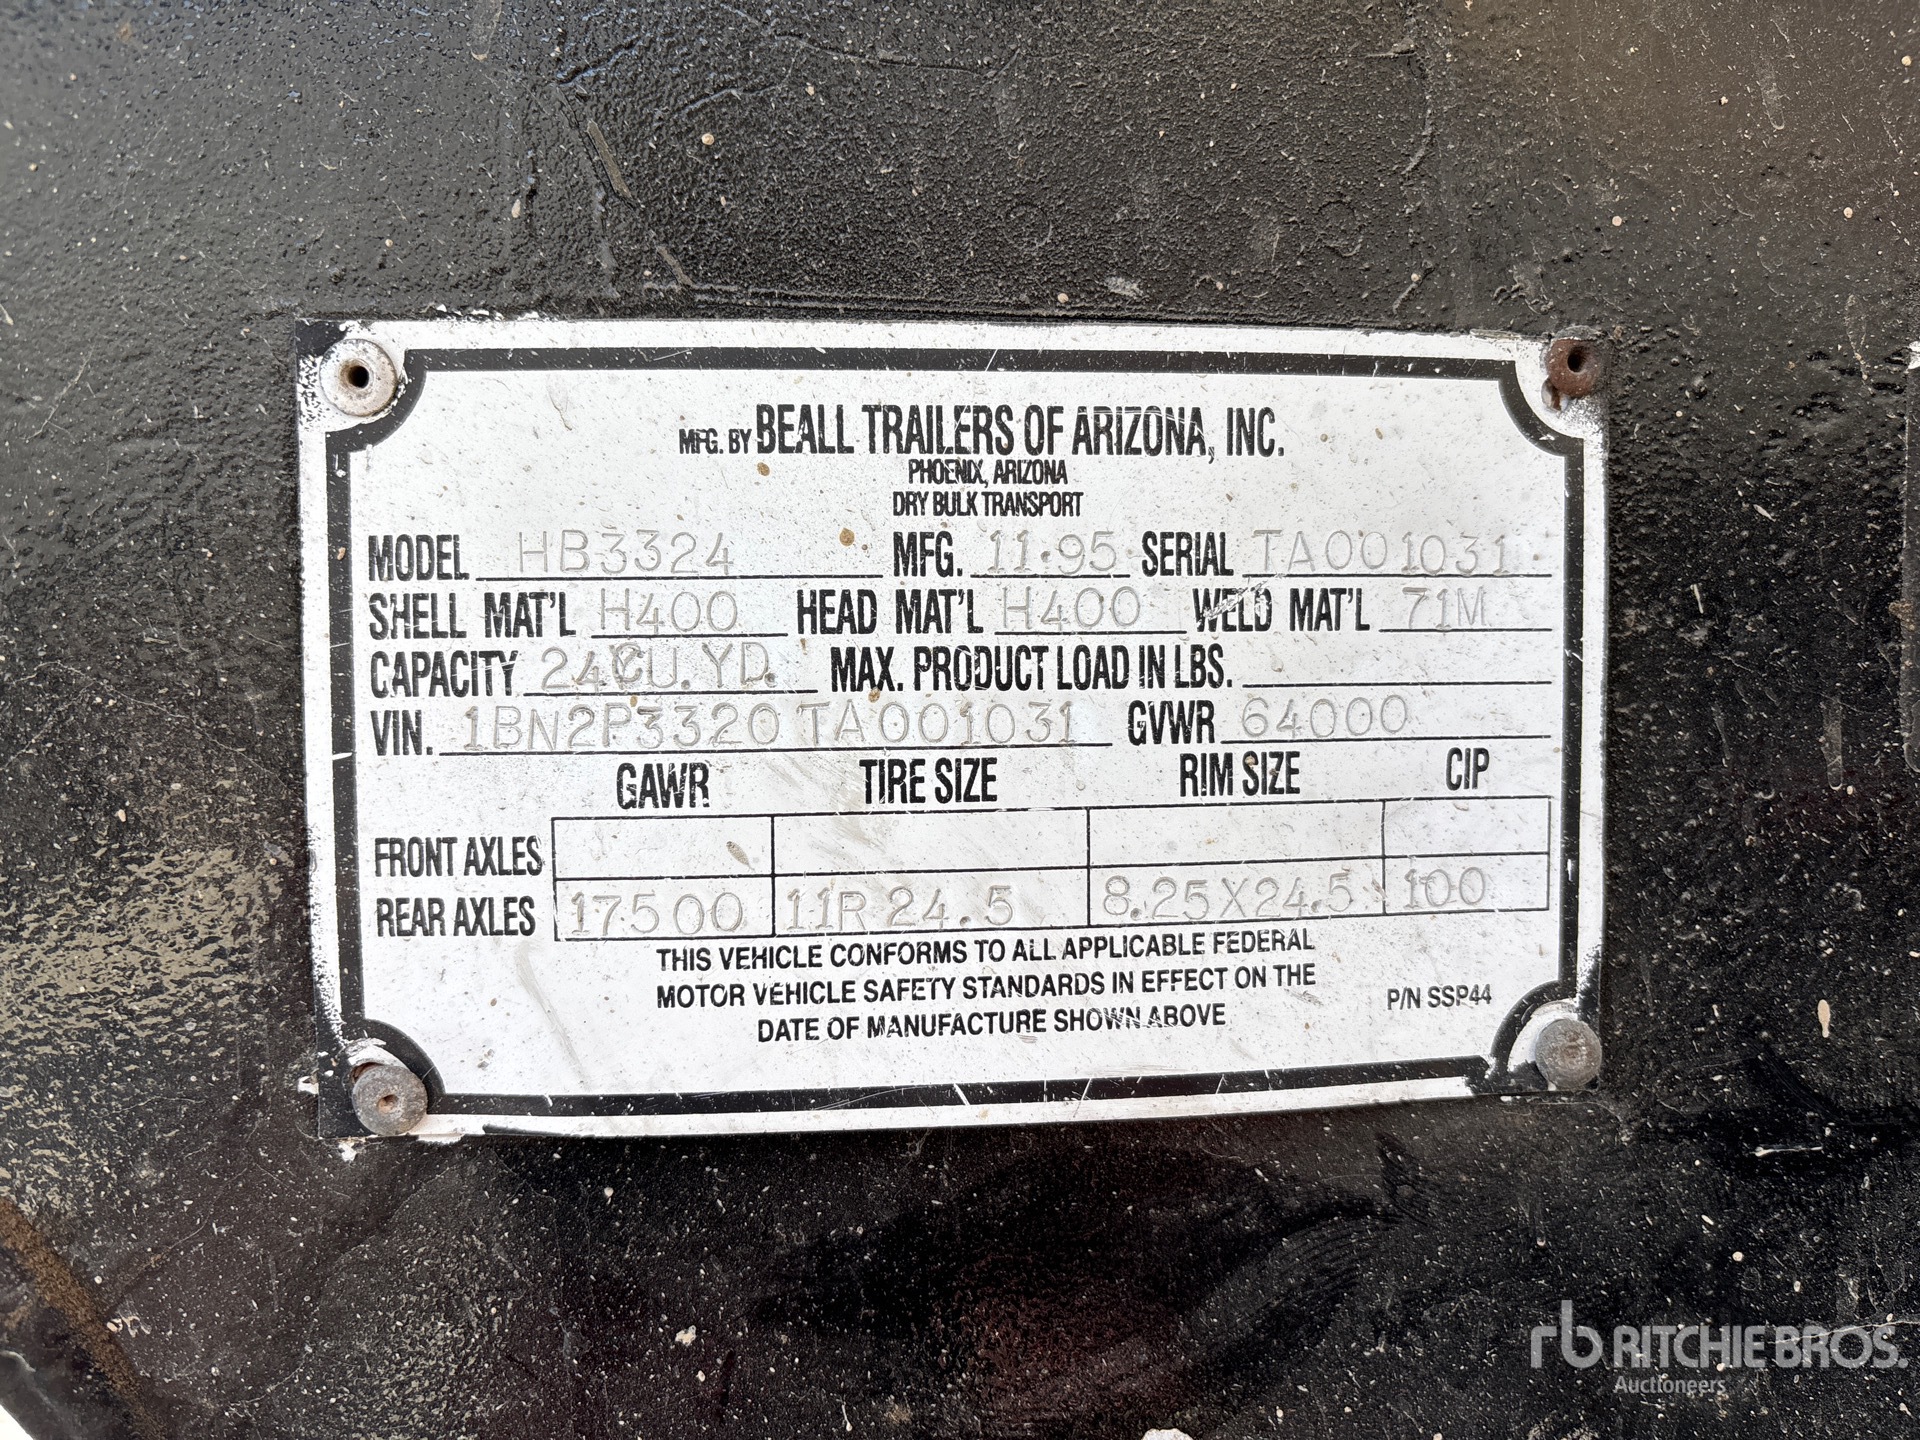 MFG. BY BEALL TRAILERS OF ARIZONA, INC.
PHOENIX, ARIZONA
DRY BULK TRANSPORT
MODEL HB3324 MFG. 11.95 SERIAL TA001031
SHELL MAT'L H400 HEAD MAT'L H400 WELD MAT'L 71M
CAPACITY 24CU.YD. MAX. PRODUCT LOAD IN LBS.
VIN. 1BN2P3320TA001031 GVWR 64000
GAWR TIRE SIZE RIM SIZE CIP
FRONT AXLES
REAR AXLES 17500 11R24.5 8.25X24.5 100
THIS VEHICLE CONFORMS TO ALL APPLICABLE FEDERAL
MOTOR VEHICLE SAFETY STANDARDS IN EFFECT ON THE
DATE OF MANUFACTURE SHOWN ABOVE
P/N SSP44
rb RITCHIE BROS.
Auctioneers